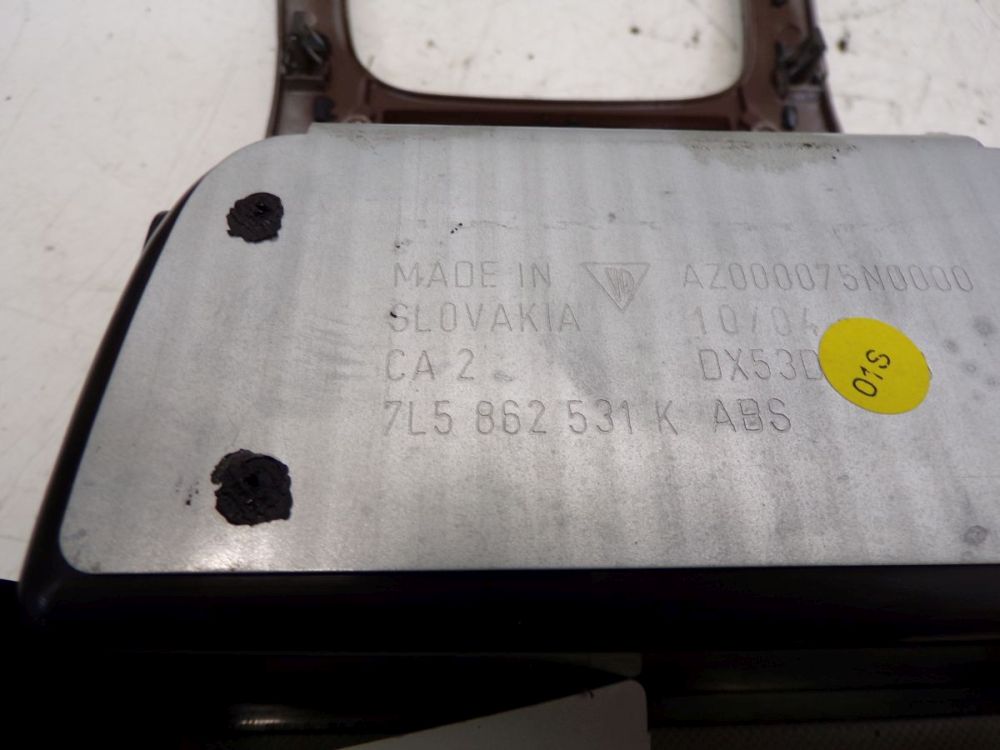 MADE IN AZ000075N0000
SLOVAKIA 10/04
CA 2 DX53D
7L5 862 531 K ABS
01S